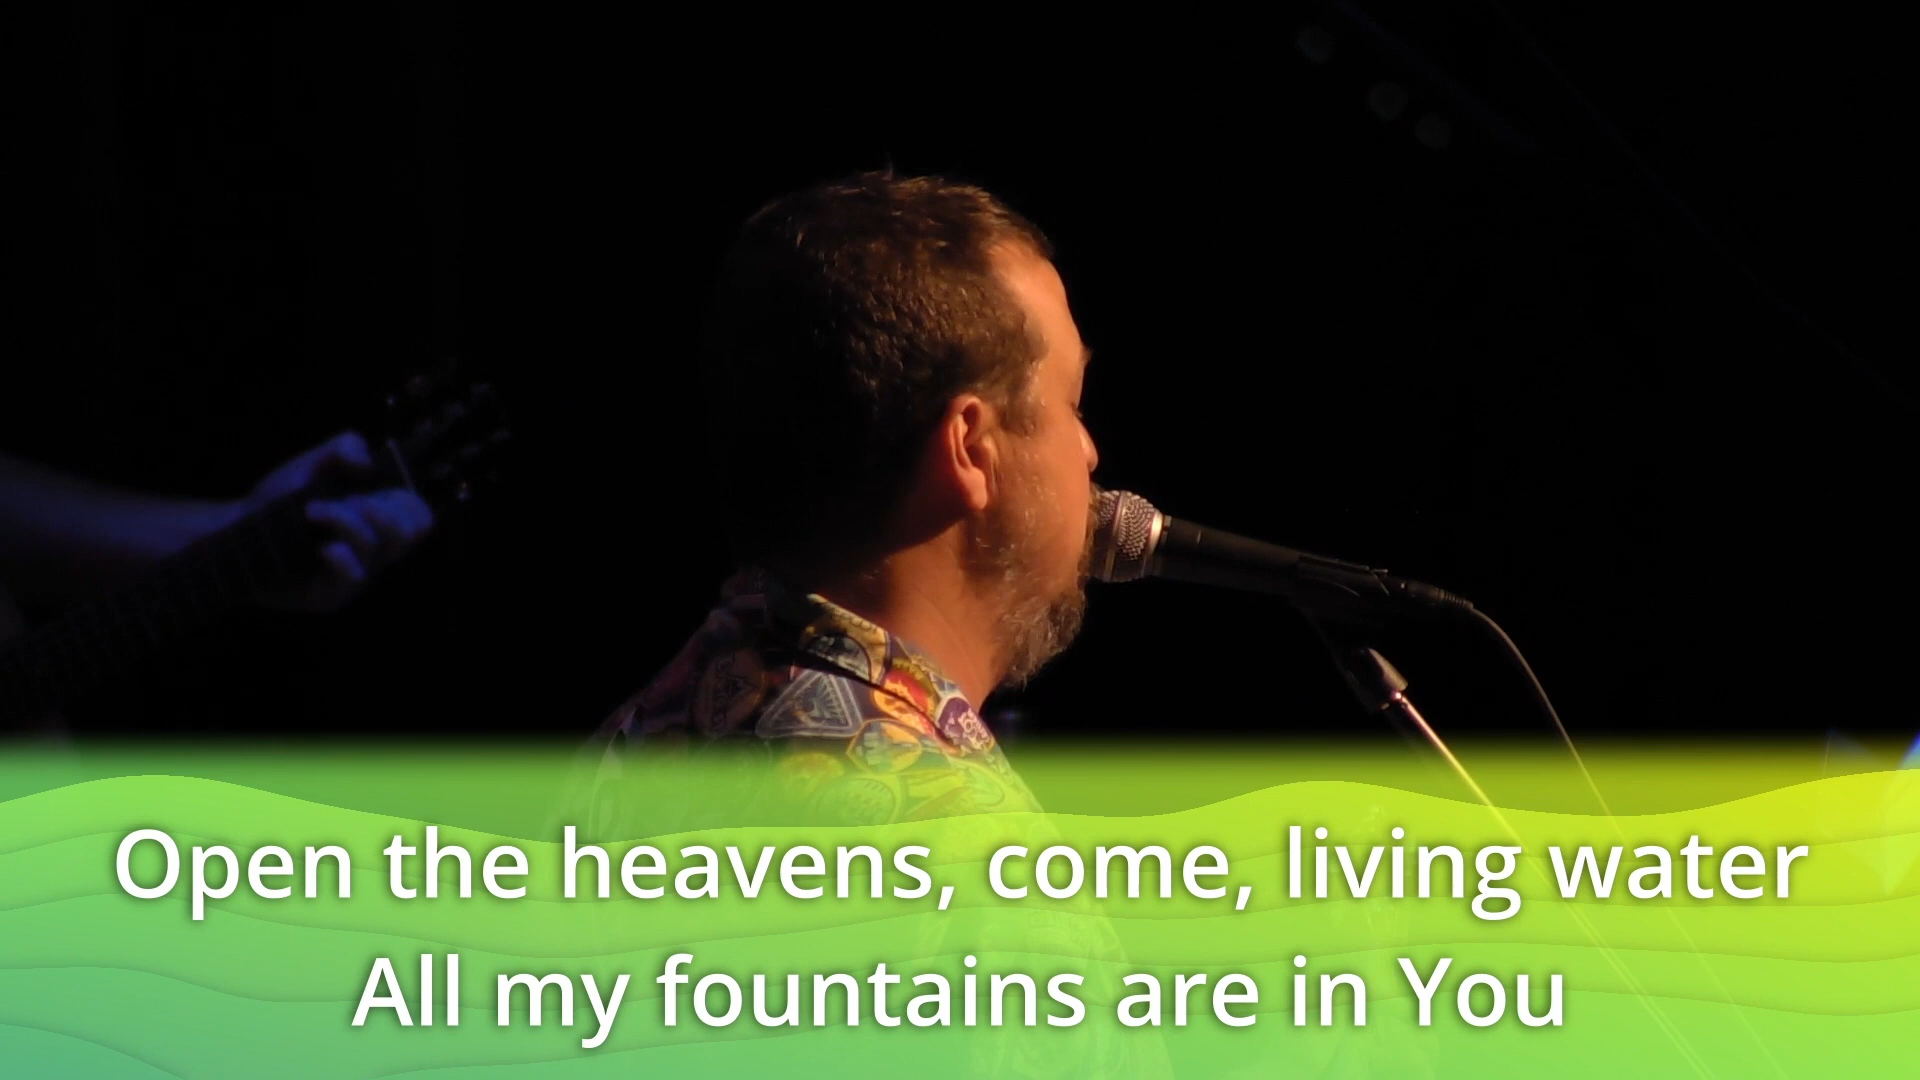 Open the heavens, come, living water
All my fountains are in You